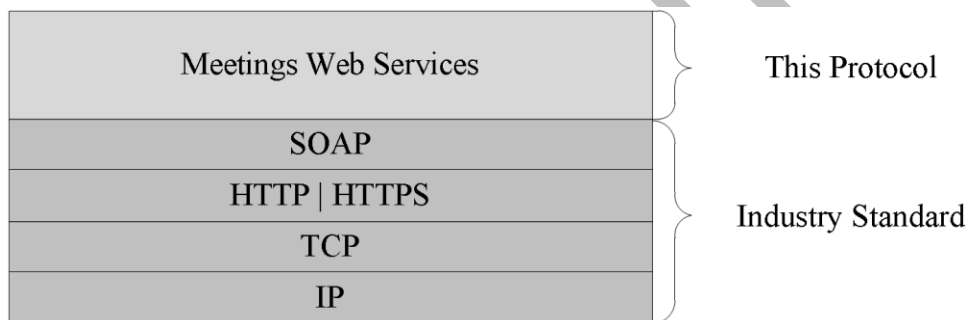 Meetings Web Services
This Protocol
SOAP
HTTP | HTTPS
TCP
IP
Industry Standard